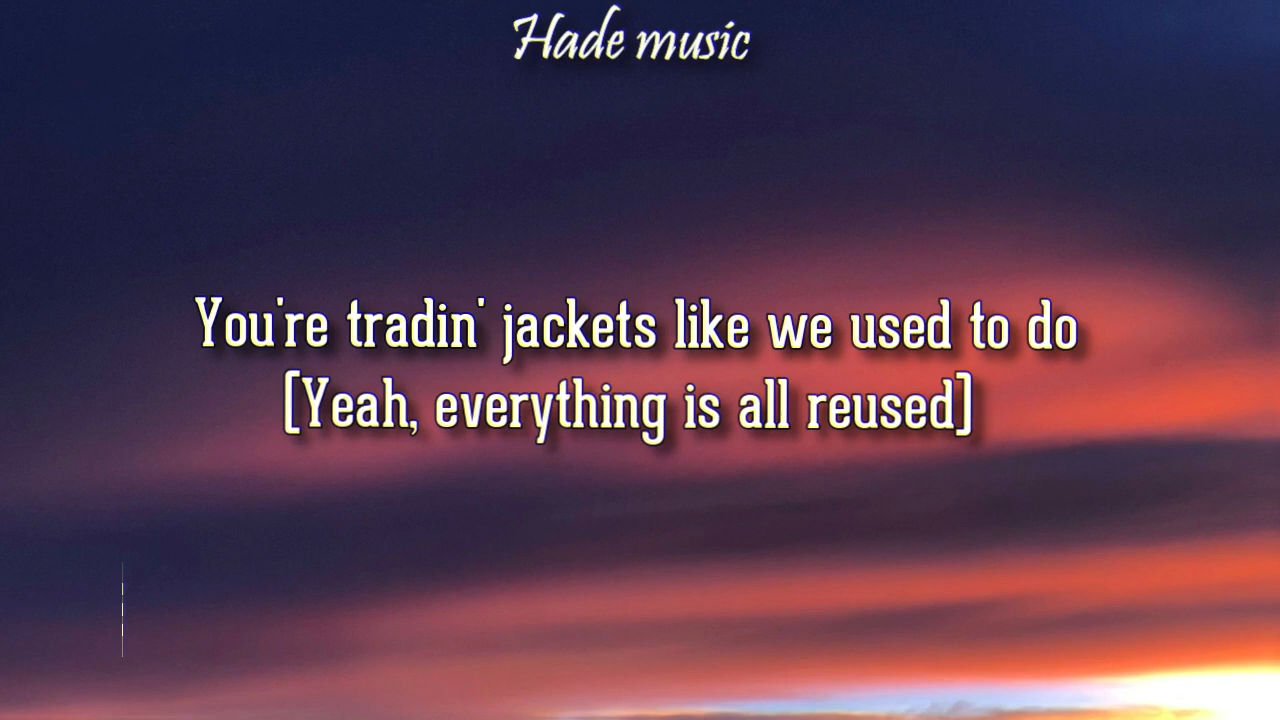 Hade music
You're tradin' jackets like we used to do
[Yeah, everything is all reused]